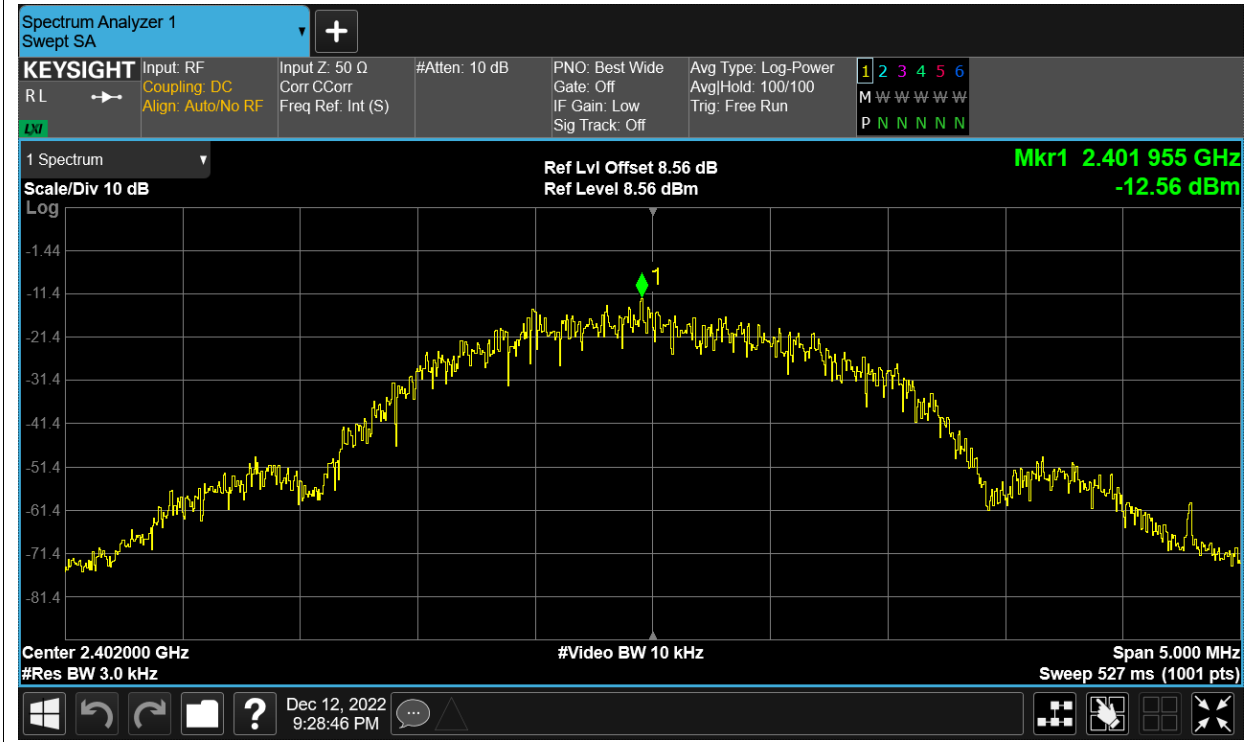 Spectrum Analyzer 1
Swept SA
KEYSIGHT
R L
LXI
Input: RF
Coupling: DC
Align: Auto/No RF
Input Z: 50 Ω
Corr CCorr
Freq Ref: Int (S)
#Atten: 10 dB
PNO: Best Wide
Gate: Off
IF Gain: Low
Sig Track: Off
Avg Type: Log-Power
Avg|Hold: 100/100
Trig: Free Run
1 2 3 4 5 6
M W W W W W W
P N N N N N N
1 Spectrum
Scale/Div 10 dB
Log
Ref Lvl Offset 8.56 dB
Ref Level 8.56 dBm
Mkr1 2.401 955 GHz
-12.56 dBm
1
-1.44
-11.4
-21.4
-31.4
-41.4
-51.4
-61.4
-71.4
-81.4
Center 2.402000 GHz
#Res BW 3.0 kHz
#Video BW 10 kHz
Span 5.000 MHz
Sweep 527 ms (1001 pts)
?
Dec 12, 2022
9:28:46 PM